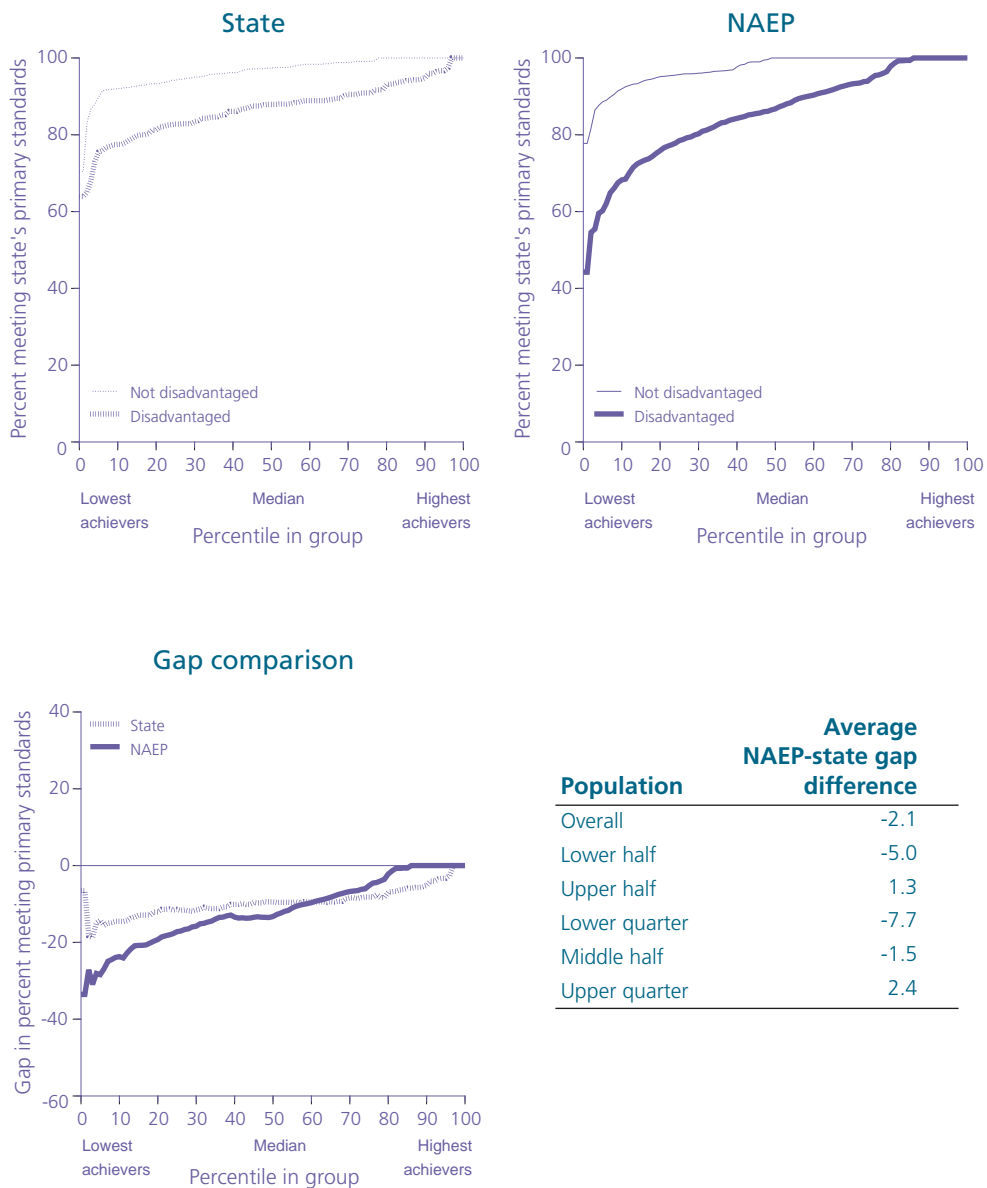 State
Percent meeting state's primary standards
100
80
60
40
20
0
Not disadvantaged
Disadvantaged
0 10 20 30 40 50 60 70 80 90 100
Lowest achievers
Median
Highest achievers
Percentile in group
NAEP
Percent meeting state's primary standards
100
80
60
40
20
0
Not disadvantaged
Disadvantaged
0 10 20 30 40 50 60 70 80 90 100
Lowest achievers
Median
Highest achievers
Percentile in group
Gap comparison
Gap in percent meeting primary standards
40
20
0
-20
-40
-60
State
NAEP
0 10 20 30 40 50 60 70 80 90 100
Lowest achievers
Median
Highest achievers
Percentile in group
Population Average NAEP-state gap difference
Overall -2.1
Lower half -5.0
Upper half 1.3
Lower quarter -7.7
Middle half -1.5
Upper quarter 2.4